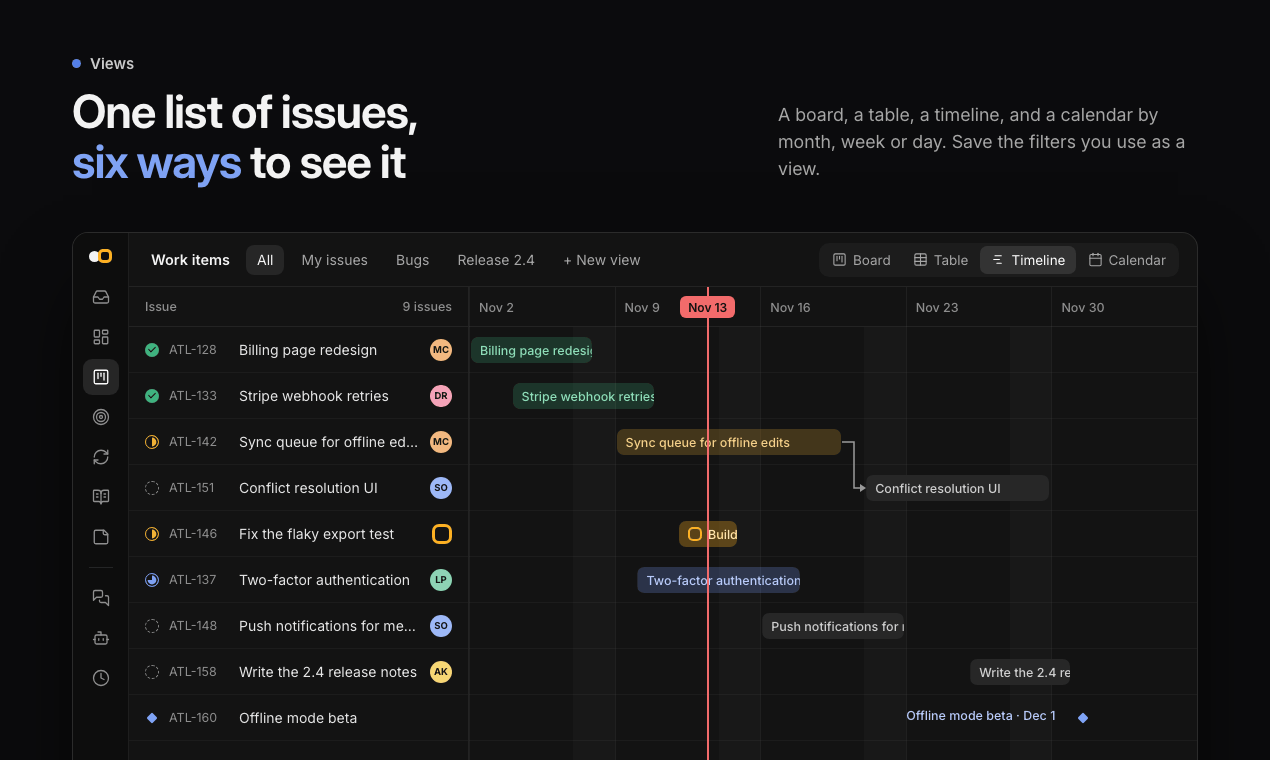 Views
One list of issues,
six ways to see it
A board, a table, a timeline, and a calendar by
month, week or day. Save the filters you use as a
view.
Work items All My issues Bugs Release 2.4 + New view Board Table Timeline Calendar
Issue 9 issues Nov 2 Nov 9 Nov 13 Nov 16 Nov 23 Nov 30
ATL-128 Billing page redesign MC Billing page redesig
ATL-133 Stripe webhook retries DR Stripe webhook retries
ATL-142 Sync queue for offline ed... MC Sync queue for offline edits
ATL-151 Conflict resolution UI SO Conflict resolution UI
ATL-146 Fix the flaky export test Build
ATL-137 Two-factor authentication LP Two-factor authentication
ATL-148 Push notifications for me... SO Push notifications for
ATL-158 Write the 2.4 release notes AK Write the 2.4 re
ATL-160 Offline mode beta Offline mode beta · Dec 1